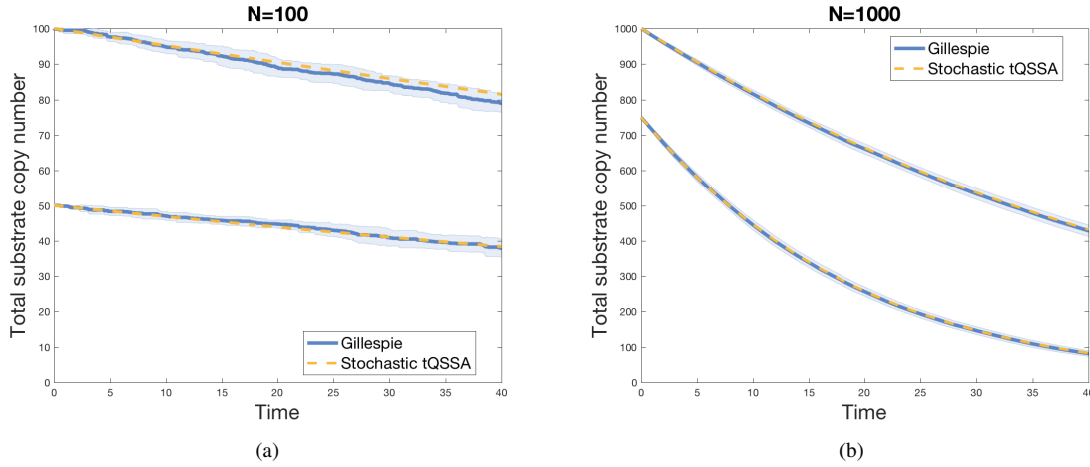 N=100
100
90
80
70
60
50
40
30
20
10
0
Total substrate copy number
Gillespie
Stochastic tQSSA
0 5 10 15 20 25 30 35 40
Time
(a)
N=1000
1000
900
800
700
600
500
400
300
200
100
0
Total substrate copy number
Gillespie
Stochastic tQSSA
0 5 10 15 20 25 30 35 40
Time
(b)